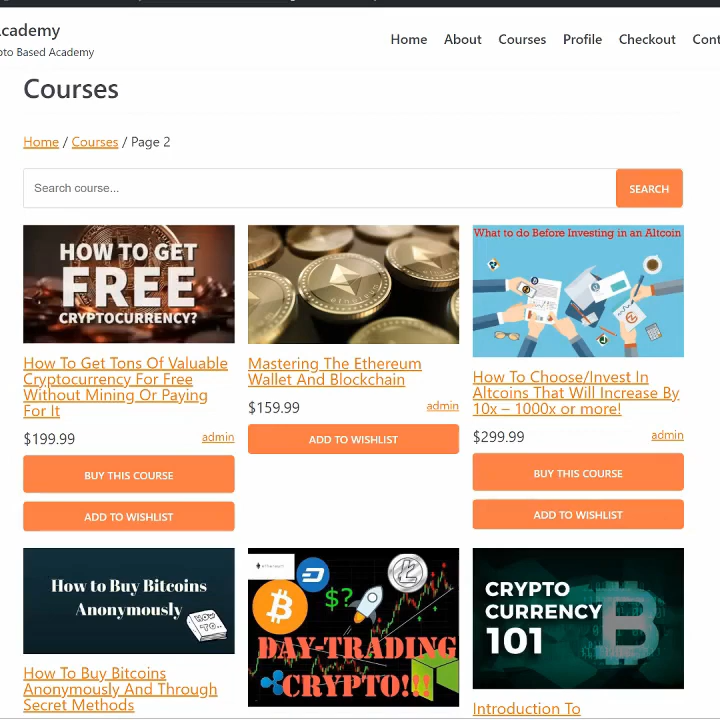 cademy
pto Based Academy
Home About Courses Profile Checkout Cont
Courses
Home / Courses / Page 2
Search course...
SEARCH
HOW TO GET
FREE
CRYPTOCURRENCY?
ethereum
What to do Before Investing in an Altcoin
How To Get Tons Of Valuable
Cryptocurrency For Free
Without Mining Or Paying
For It
$199.99
admin
BUY THIS COURSE
ADD TO WISHLIST
Mastering The Ethereum
Wallet And Blockchain
$159.99
admin
ADD TO WISHLIST
How To Choose/Invest In
Altcoins That Will Increase By
10x – 1000x or more!
$299.99
admin
BUY THIS COURSE
ADD TO WISHLIST
How to Buy Bitcoins
Anonymously
HOW
TO..
How To Buy Bitcoins
Anonymously And Through
Secret Methods
ethereum
$?
DAY-TRADING
CRYPTO!!!
CRYPTO
CURRENCY
101
Introduction To